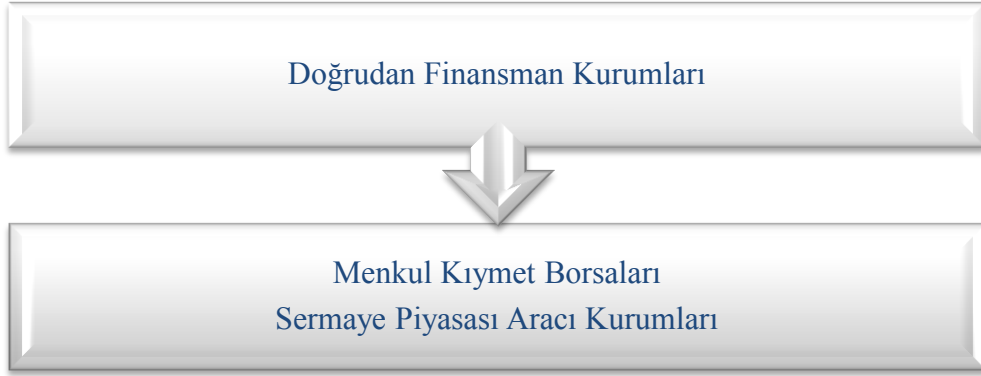 Doğrudan Finansman Kurumları
Menkul Kıymet Borsaları
Sermaye Piyasası Aracı Kurumları